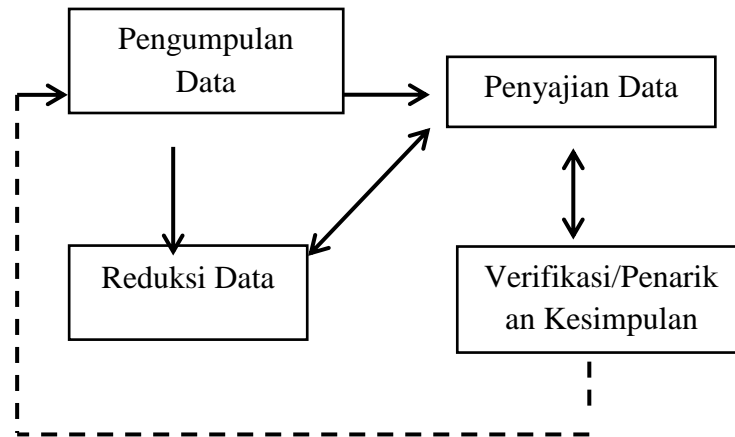 Pengumpulan
Data
Penyajian Data
Reduksi Data
Verifikasi/Penarik
an Kesimpulan